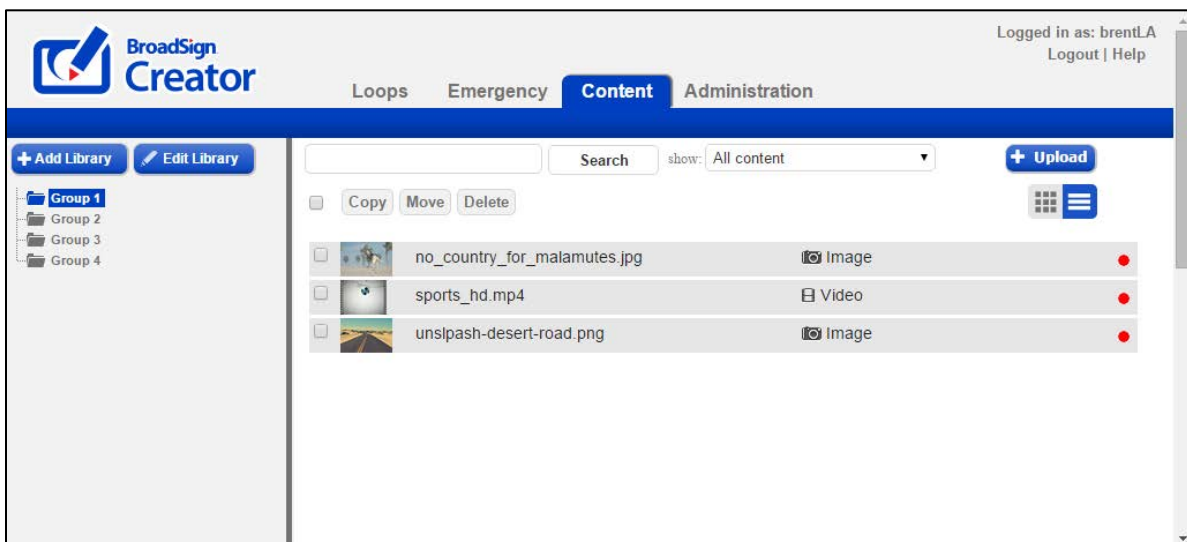 Logged in as: brentLA
Logout | Help
BroadSign
Creator
Loops Emergency Content Administration
Add Library Edit Library
Search show: All content Upload
Group 1
Group 2
Group 3
Group 4
Copy Move Delete
no_country_for_malamutes.jpg Image
sports_hd.mp4 Video
unslpash-desert-road.png Image